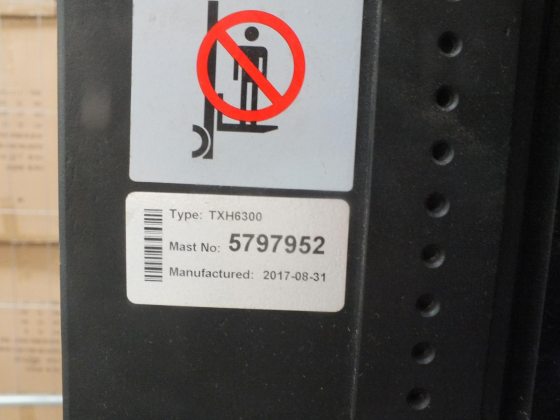 Type: TXH6300
Mast No: 5797952
Manufactured: 2017-08-31